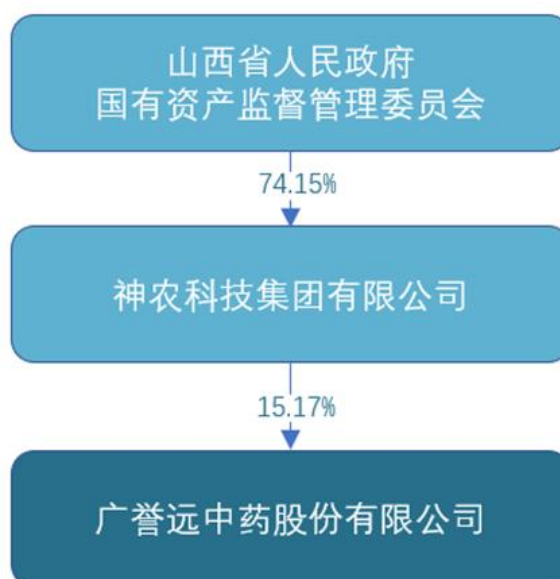 山西省人民政府
国有资产监督管理委员会
74.15%
神农科技集团有限公司
15.17%
广誉远中药股份有限公司